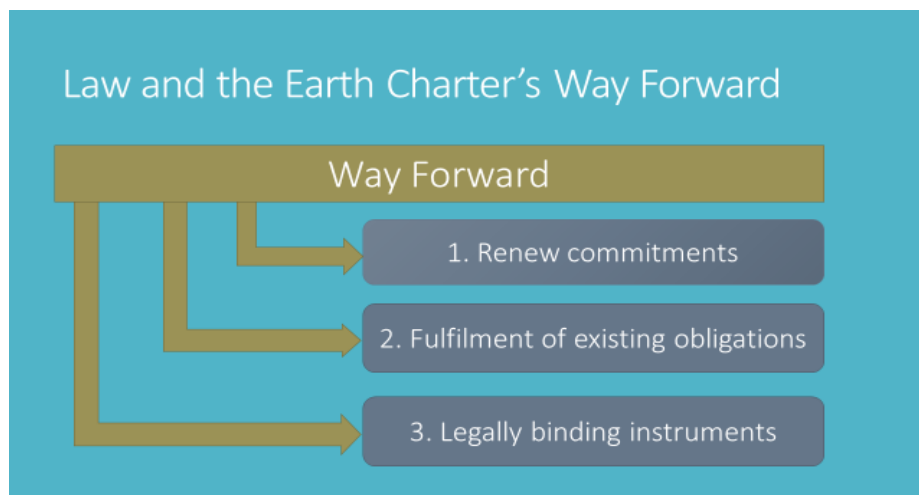 Law and the Earth Charter’s Way Forward
Way Forward
1. Renew commitments
2. Fulfilment of existing obligations
3. Legally binding instruments